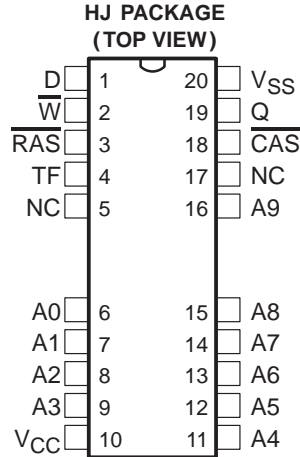 HJ PACKAGE
(TOP VIEW)
D 1 20 VSS
W 2 19 Q
RAS 3 18 CAS
TF 4 17 NC
NC 5 16 A9
A0 6 15 A8
A1 7 14 A7
A2 8 13 A6
A3 9 12 A5
VCC 10 11 A4